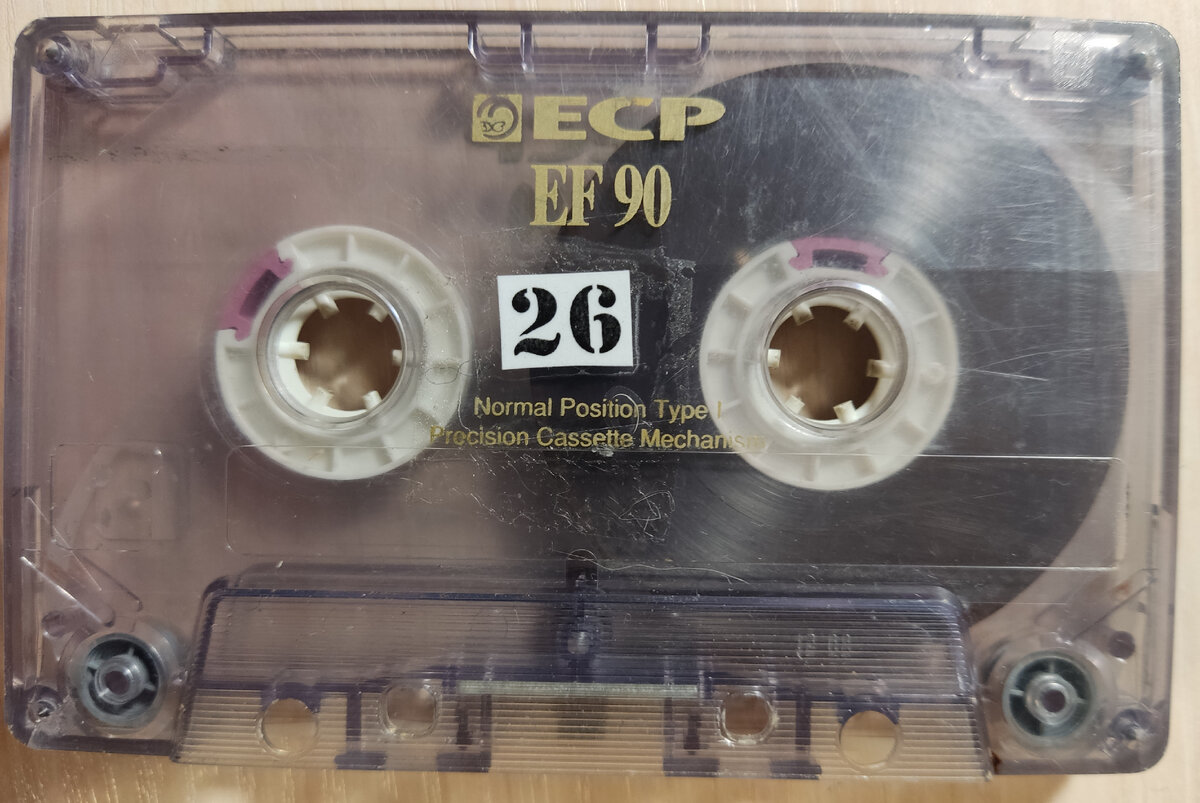 ECP
EF 90
26
Normal Position Type I
Precision Cassette Mechanism